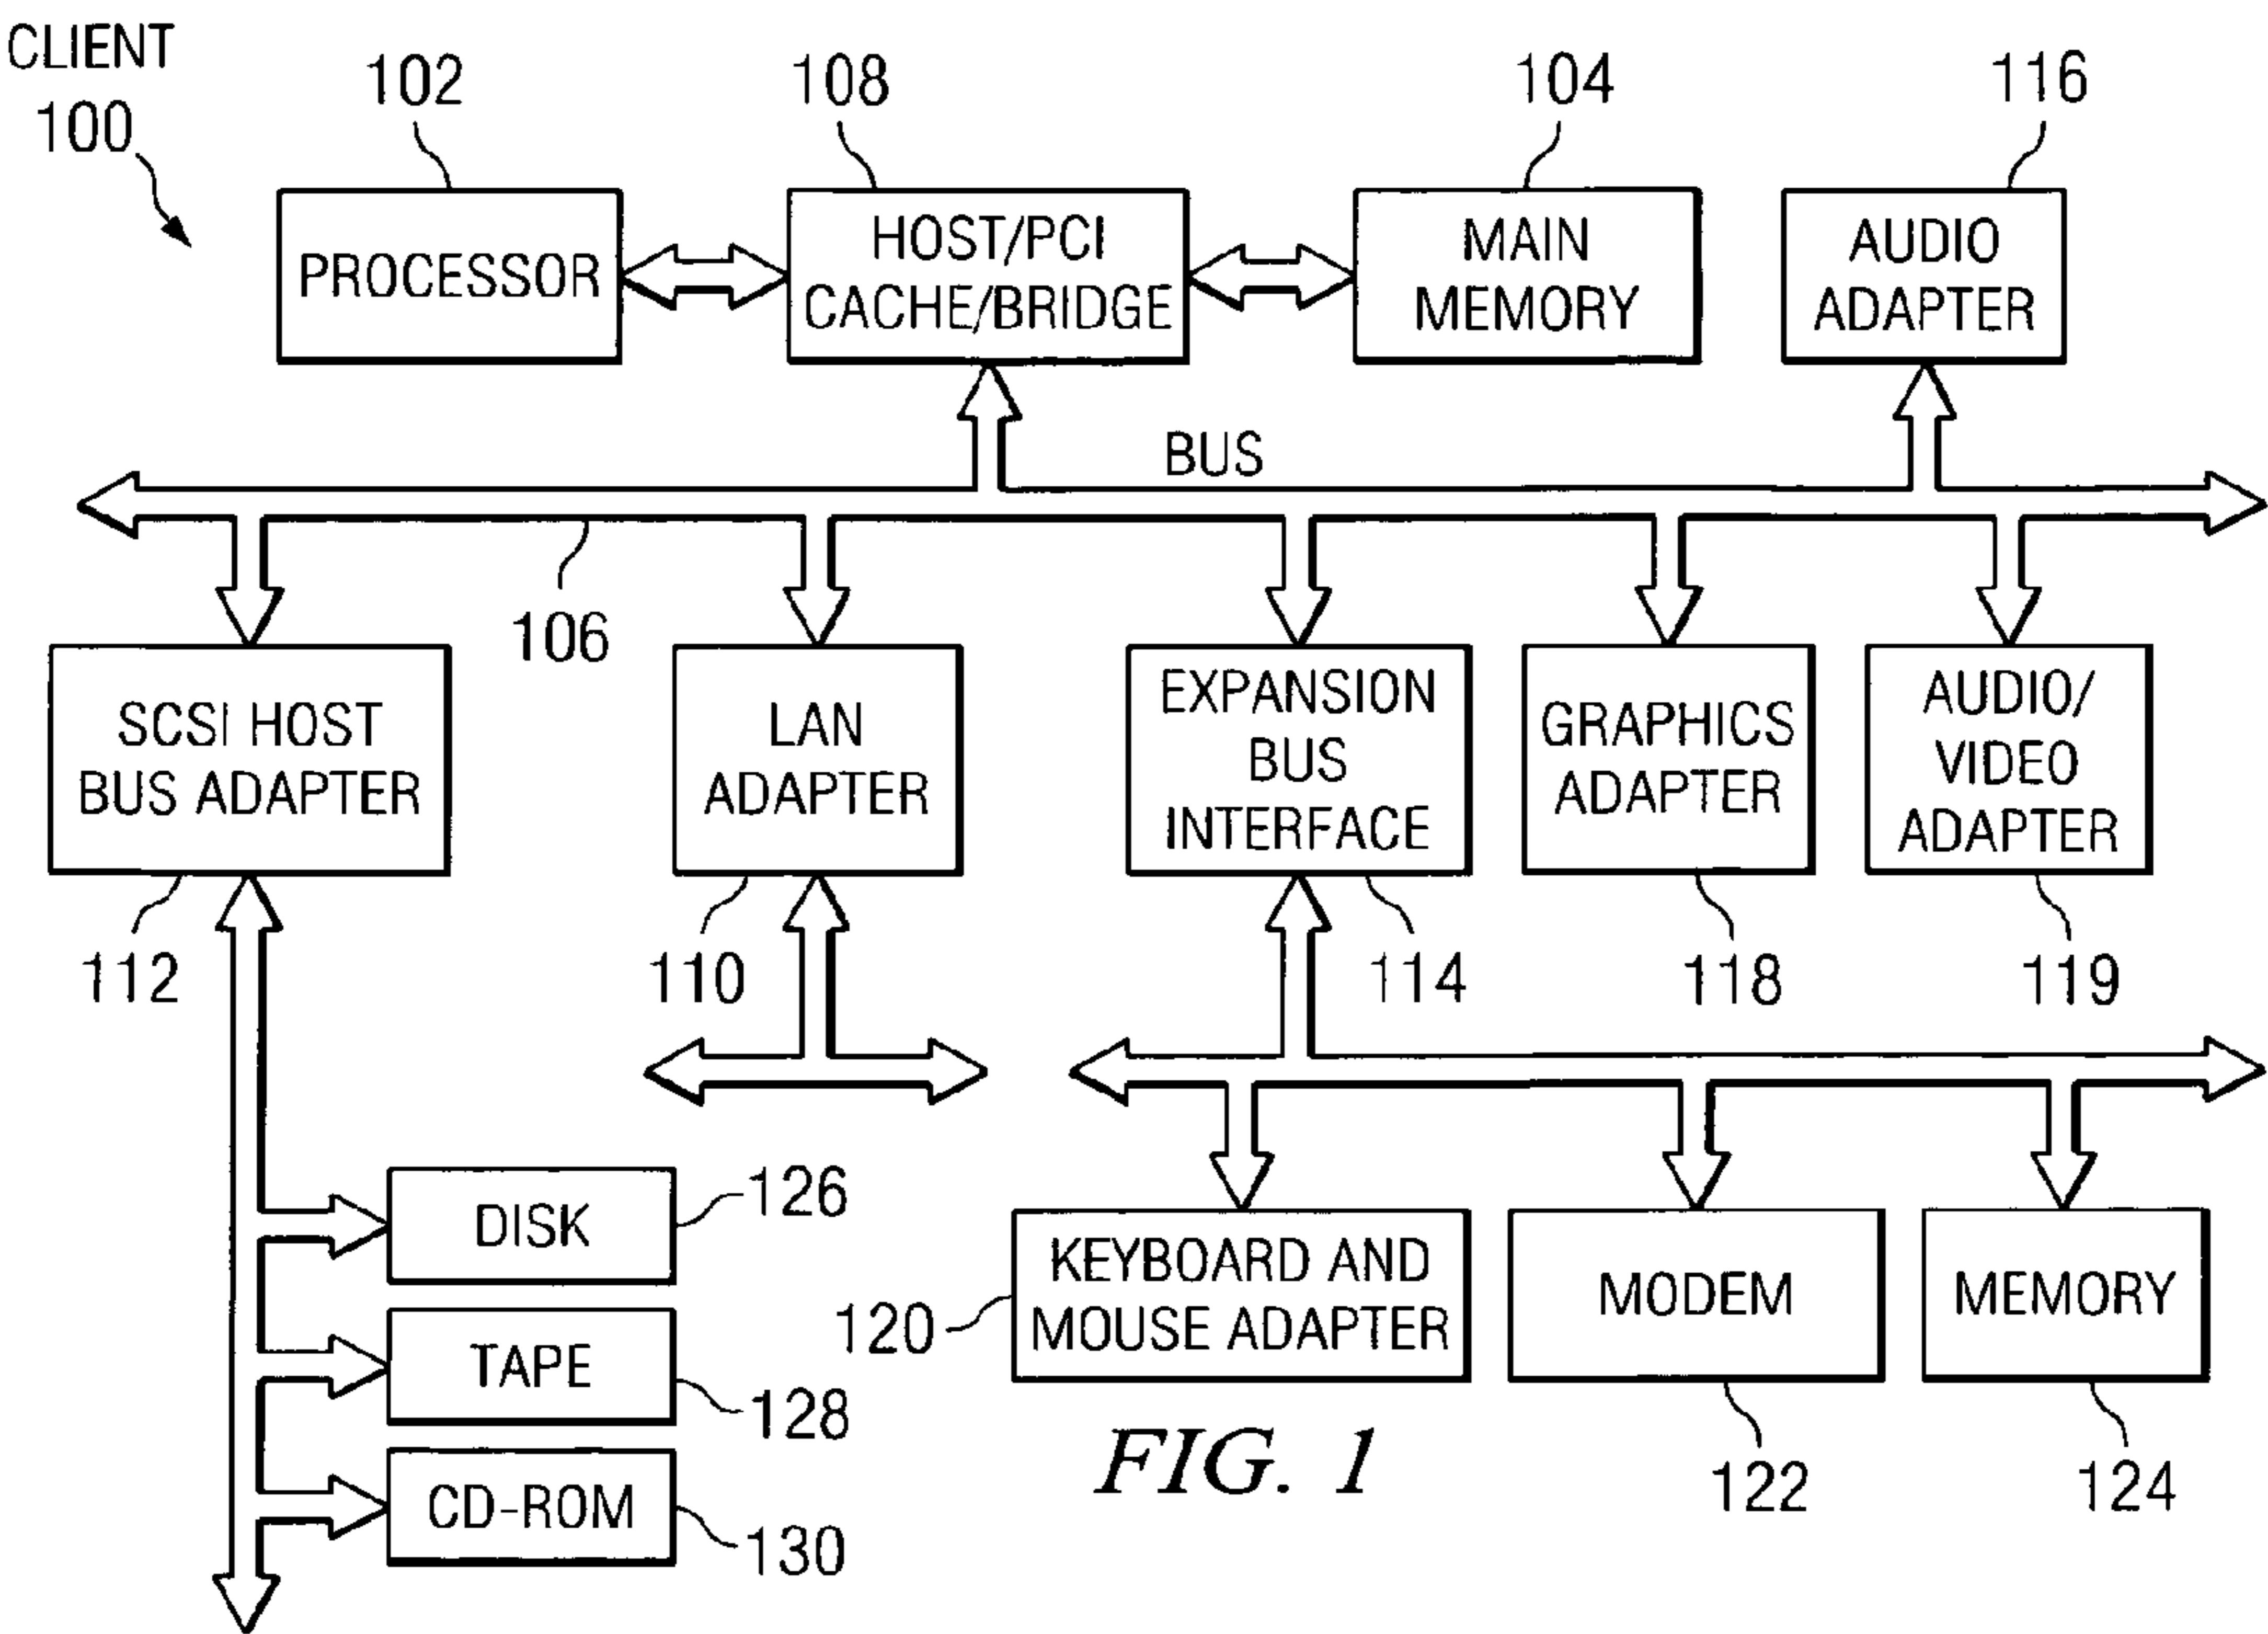 CLIENT
100
102
108
104
116
PROCESSOR
HOST/PCI
CACHE/BRIDGE
MAIN
MEMORY
AUDIO
ADAPTER
BUS
106
SCSI HOST
BUS ADAPTER
LAN
ADAPTER
EXPANSION
BUS
INTERFACE
GRAPHICS
ADAPTER
AUDIO/
VIDEO
ADAPTER
112
110
114
118
119
DISK
126
TAPE
128
CD-ROM
130
120
KEYBOARD AND
MOUSE ADAPTER
MODEM
MEMORY
122
124
FIG. 1